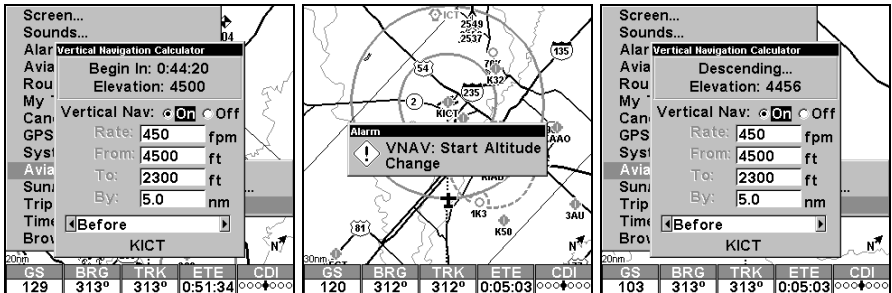 Screen...
Sounds...
Alar
Vertical Navigation Calculator
Avia
Begin In: 0:44:20
Rou
Elevation: 4500
My
Vertical Nav: On Off
Can
Rate: 450 fpm
GPS
From: 4500 ft
Syst
To: 2300 ft
Avia
By: 5.0 nm
Sun
...
Trip
Before
Time
KICT
Brow
N
20nm
GS BRG TRK ETE CDI
129 313º 313º 0:51:34
ICT
2549
2537
135
54
K32
235
2
KICT
Alarm
VNAV: Start Altitude
Change
AAO
1K3
3AU
K50
81
N
30nm
GS BRG TRK ETE CDI
120 312º 312º 0:05:03
Screen...
Sounds...
Alar
Vertical Navigation Calculator
Avia
Descending...
Rou
Elevation: 4456
My
Vertical Nav: On Off
Can
Rate: 450 fpm
GPS
From: 4500 ft
Syst
To: 2300 ft
Avia
By: 5.0 nm
Sun
...
Trip
Before
Time
KICT
Brow
N
20nm
GS BRG TRK ETE CDI
103 313º 313º 0:05:03